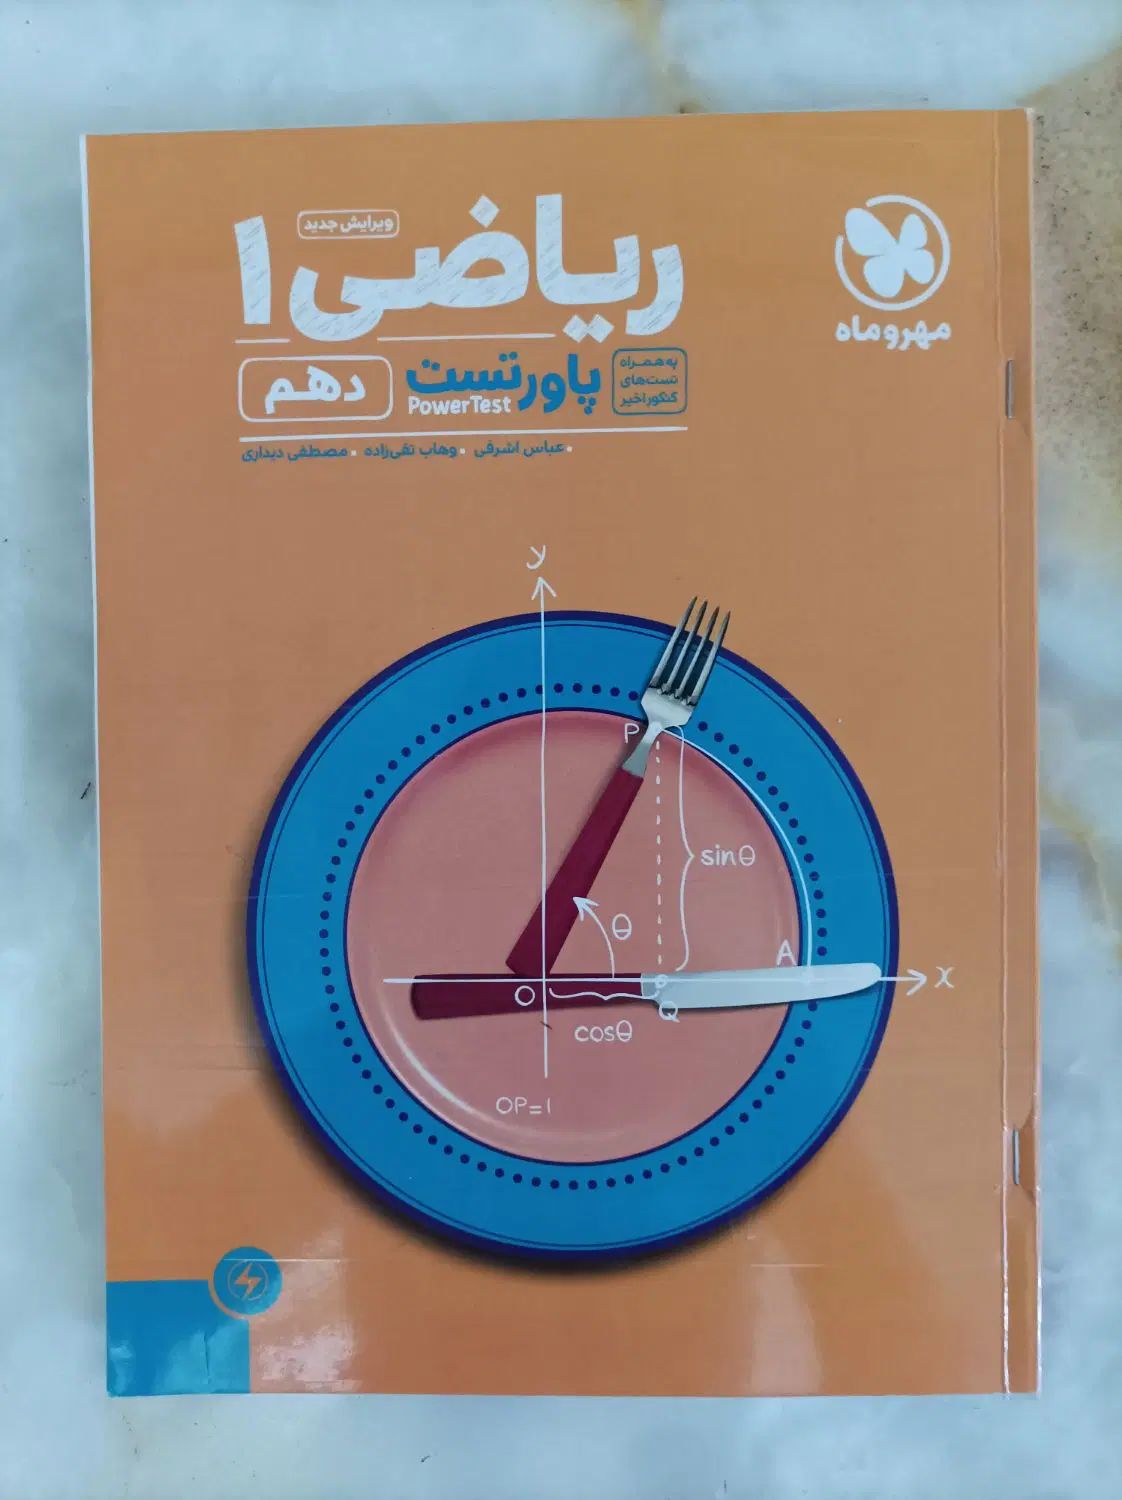 ویرایش جدید
ریاضی ۱
مهروماه
به همراه
تست‌های
کنکور اخیر
پاورتست
PowerTest
دهم
• عباس اشرفی • وهاب تقی‌زاده • مصطفی دیداری
y
P
sinθ
θ
A
x
O
Q
cosθ
OP=1